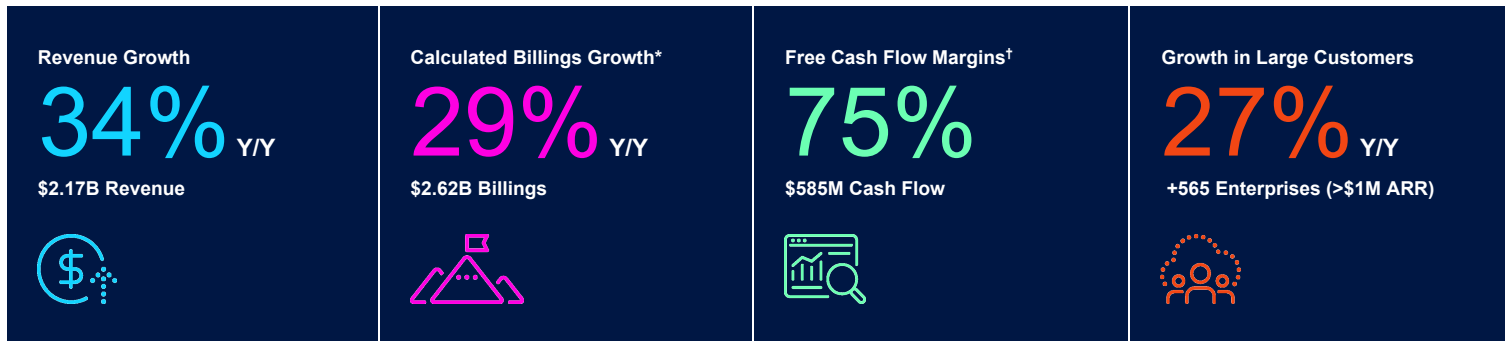 Revenue Growth
34% Y/Y
$2.17B Revenue
Calculated Billings Growth*
29% Y/Y
$2.62B Billings
Free Cash Flow Margins†
75%
$585M Cash Flow
Growth in Large Customers
27% Y/Y
+565 Enterprises (>$1M ARR)
$